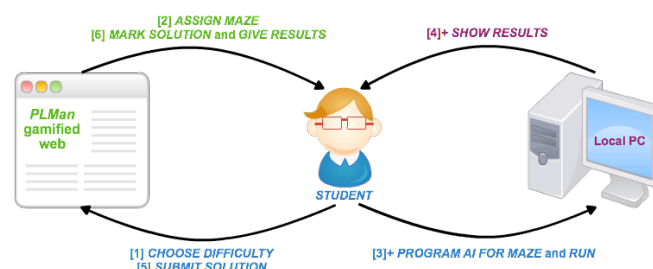 [2] ASSIGN MAZE
[6] MARK SOLUTION and GIVE RESULTS
[4]+ SHOW RESULTS
PLMan
gamified
web
Local PC
STUDENT
[1] CHOOSE DIFFICULTY
[5] SUBMIT SOLUTION
[3]+ PROGRAM AI FOR MAZE and RUN